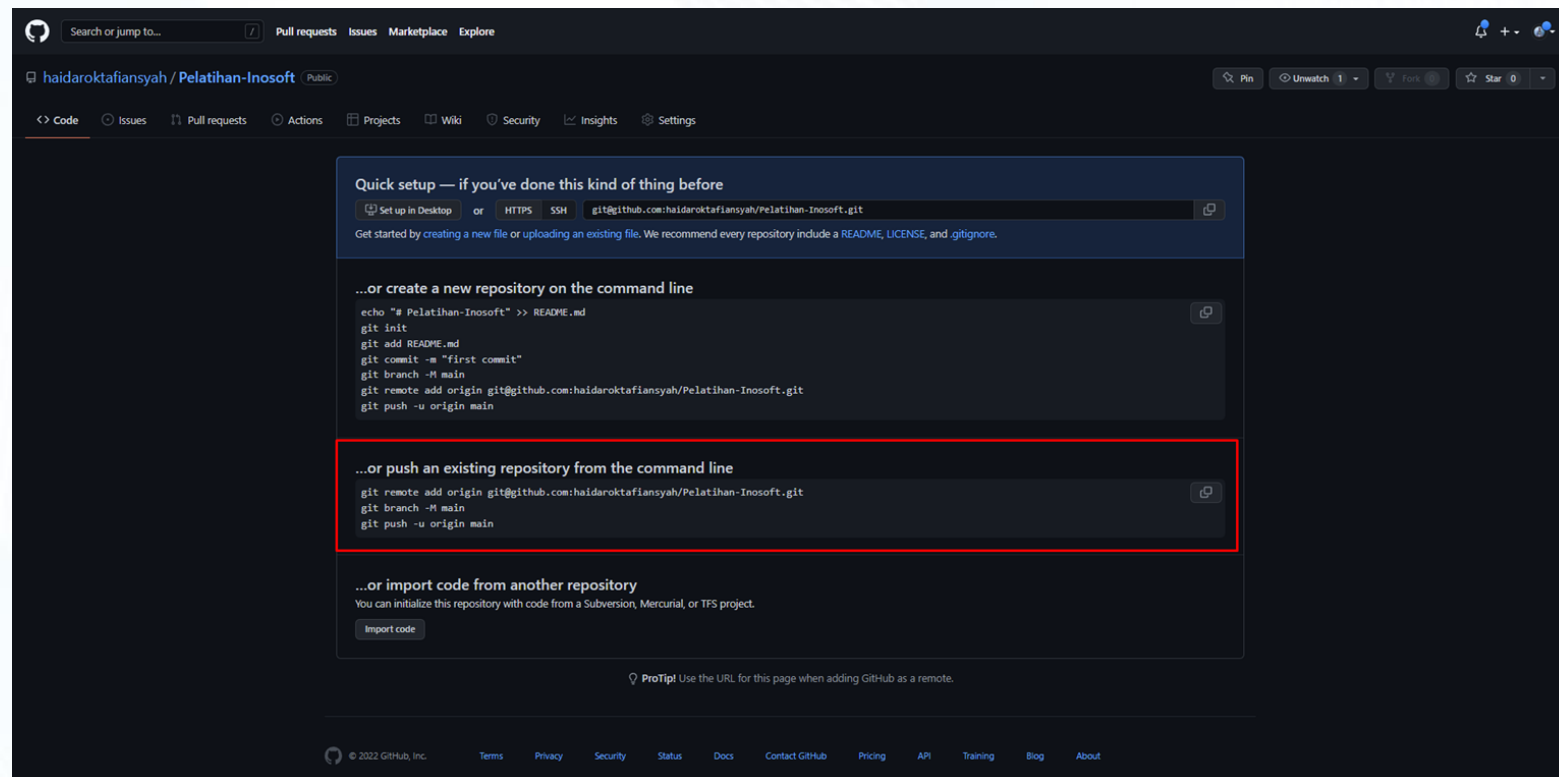 Search or jump to... /
Pull requests Issues Marketplace Explore
haidaroktafiansyah / Pelatihan-Inosoft Public
Pin Unwatch 1 Fork 0 Star 0
<> Code Issues Pull requests Actions Projects Wiki Security Insights Settings
Quick setup — if you've done this kind of thing before
Set up in Desktop or HTTPS SSH git@github.com:haidaroktafiansyah/Pelatihan-Inosoft.git
Get started by creating a new file or uploading an existing file. We recommend every repository include a README, LICENSE, and .gitignore.
...or create a new repository on the command line
echo "# Pelatihan-Inosoft" >> README.md
git init
git add README.md
git commit -m "first commit"
git branch -M main
git remote add origin git@github.com:haidaroktafiansyah/Pelatihan-Inosoft.git
git push -u origin main
...or push an existing repository from the command line
git remote add origin git@github.com:haidaroktafiansyah/Pelatihan-Inosoft.git
git branch -M main
git push -u origin main
...or import code from another repository
You can initialize this repository with code from a Subversion, Mercurial, or TFS project.
Import code
ProTip! Use the URL for this page when adding GitHub as a remote.
© 2022 GitHub, Inc. Terms Privacy Security Status Docs Contact GitHub Pricing API Training Blog About